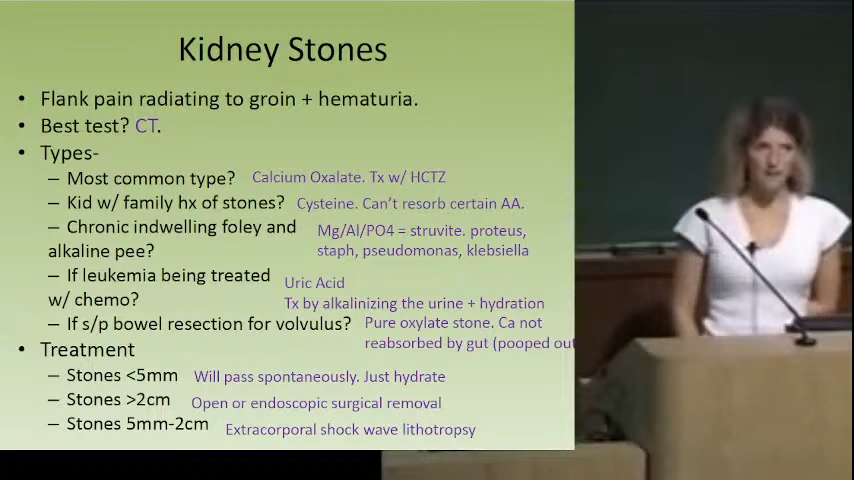 Kidney Stones
• Flank pain radiating to groin + hematuria.
• Best test? CT.
• Types-
– Most common type? Calcium Oxalate. Tx w/ HCTZ
– Kid w/ family hx of stones? Cysteine. Can't resorb certain AA.
– Chronic indwelling foley and
alkaline pee?
Mg/Al/PO4 = struvite. proteus,
staph, pseudomonas, klebsiella
– If leukemia being treated
w/ chemo?
Uric Acid
Tx by alkalinizing the urine + hydration
– If s/p bowel resection for volvulus? Pure oxylate stone. Ca not
reabsorbed by gut (pooped out
• Treatment
– Stones <5mm Will pass spontaneously. Just hydrate
– Stones >2cm Open or endoscopic surgical removal
– Stones 5mm-2cm Extracorporal shock wave lithotropsy